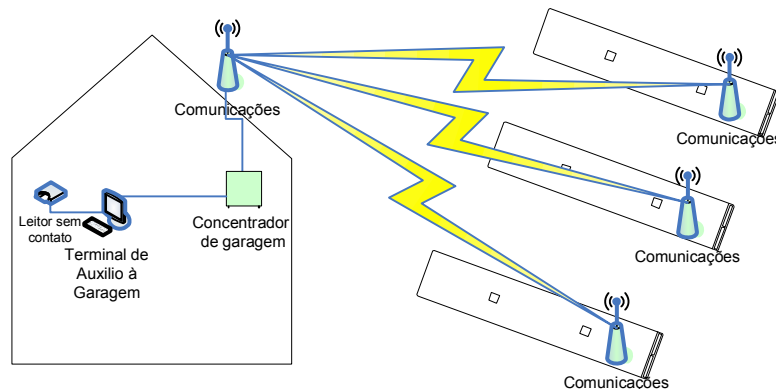 Comunicações
Comunicações
Comunicações
Comunicações
Leitor sem
contato
Terminal de
Auxilio à
Garagem
Concentrador
de garagem